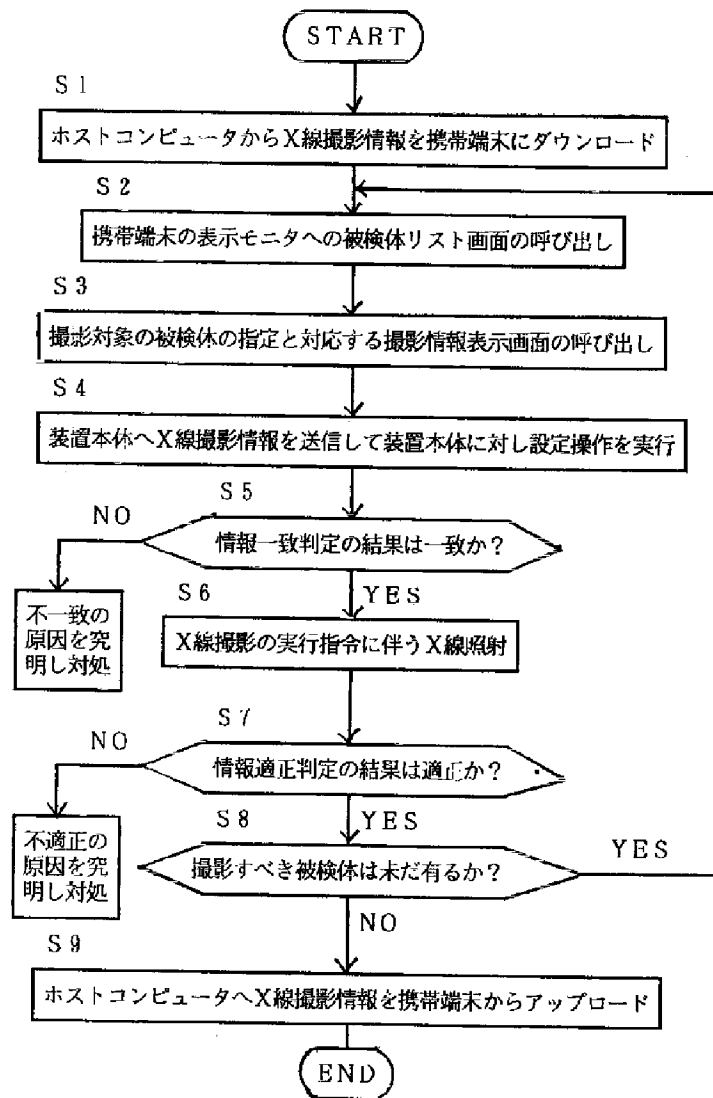 START
S1
ホストコンピュータからX線撮影情報を携帯端末にダウンロード
S2
携帯端末の表示モニタへの被検体リスト画面の呼び出し
S3
撮影対象の被検体の指定と対応する撮影情報表示画面の呼び出し
S4
装置本体へX線撮影情報を送信して装置本体に対し設定操作を実行
S5
NO
情報一致判定の結果は一致か?
YES
不一致の
原因を究
明し対処
S6
X線撮影の実行指令に伴うX線照射
S7
NO
情報適正判定の結果は適正か?
YES
不適正の
原因を究
明し対処
S8
撮影すべき被検体は未だ有るか?
YES
NO
S9
ホストコンピュータへX線撮影情報を携帯端末からアップロード
END